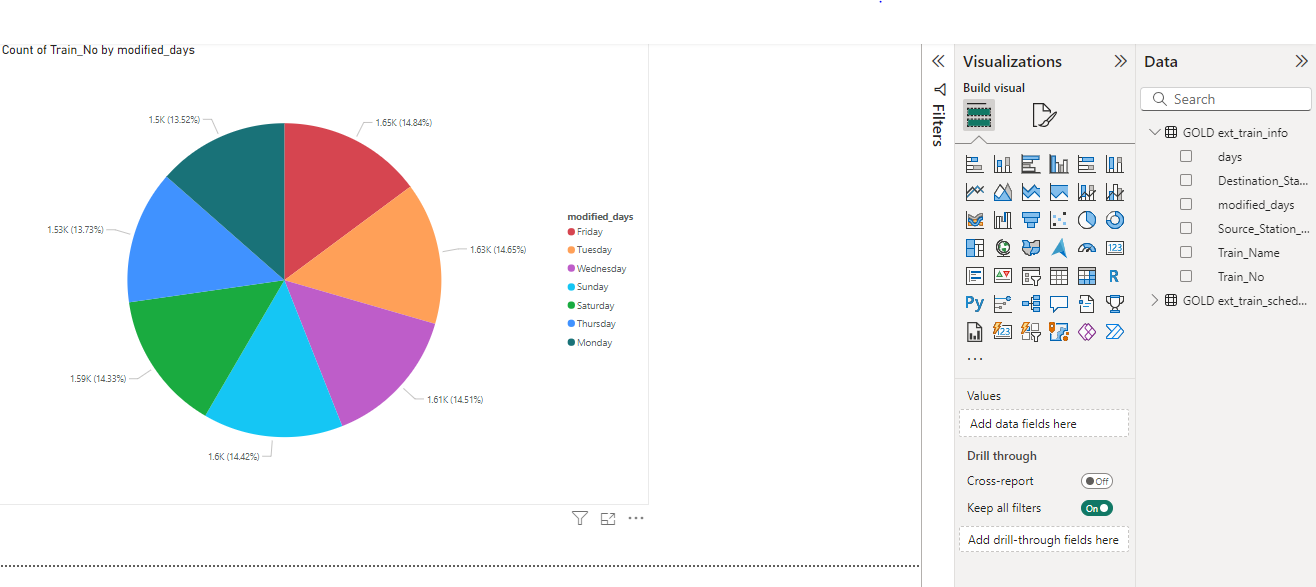 Count of Train_No by modified_days
1.5K (13.52%)
1.65K (14.84%)
1.53K (13.73%)
1.63K (14.65%)
1.59K (14.33%)
1.61K (14.51%)
1.6K (14.42%)
modified_days
Friday
Tuesday
Wednesday
Sunday
Saturday
Thursday
Monday
Filters
Visualizations
Build visual
123
R
Py
123
...
Values
Add data fields here
Drill through
Cross-report
Off
Keep all filters
On
Add drill-through fields here
Data
Search
GOLD ext_train_info
days
Destination_Sta...
modified_days
Source_Station_...
Train_Name
Train_No
GOLD ext_train_sched...